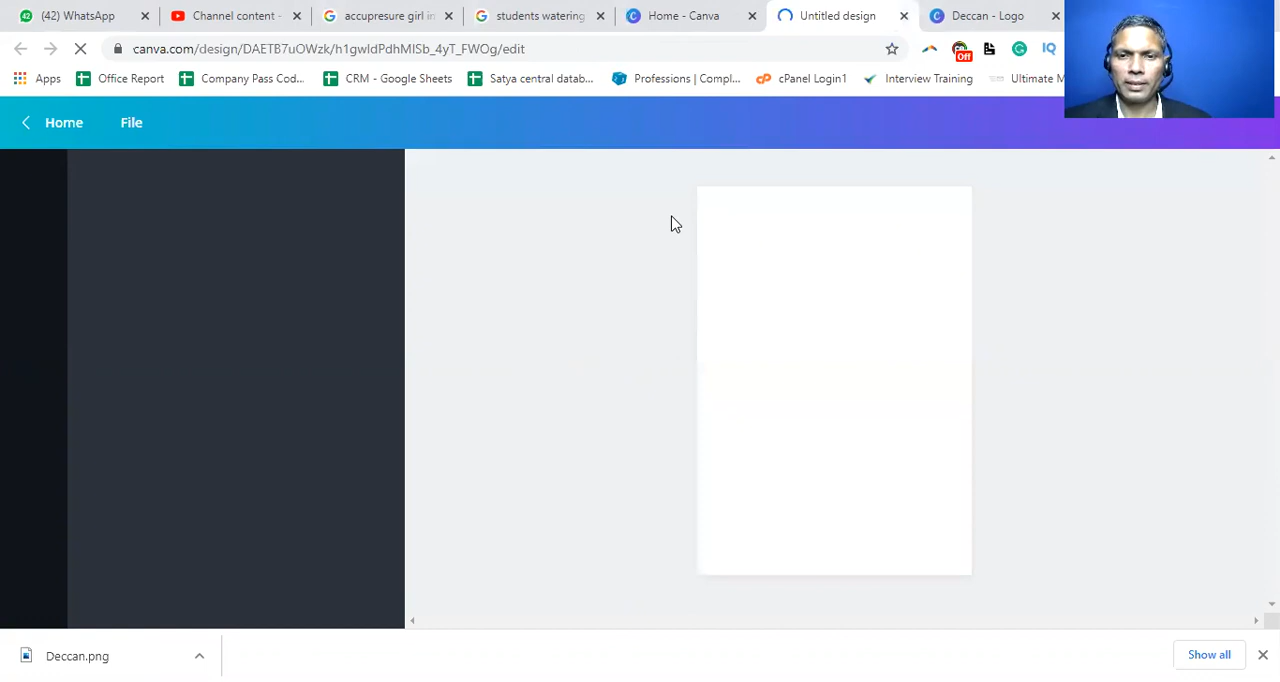 (42) WhatsApp
Channel content -
accupresure girl in
students watering
Home - Canva
Untitled design
Deccan - Logo
canva.com/design/DAETB7uOWzk/h1gwIdPdhMISb_4yT_FWOg/edit
Off
IQ
Apps
Office Report
Company Pass Cod...
CRM - Google Sheets
Satya central datab...
Professions | Compl...
cPanel Login1
Interview Training
Ultimate M
Home
File
Deccan.png
Show all